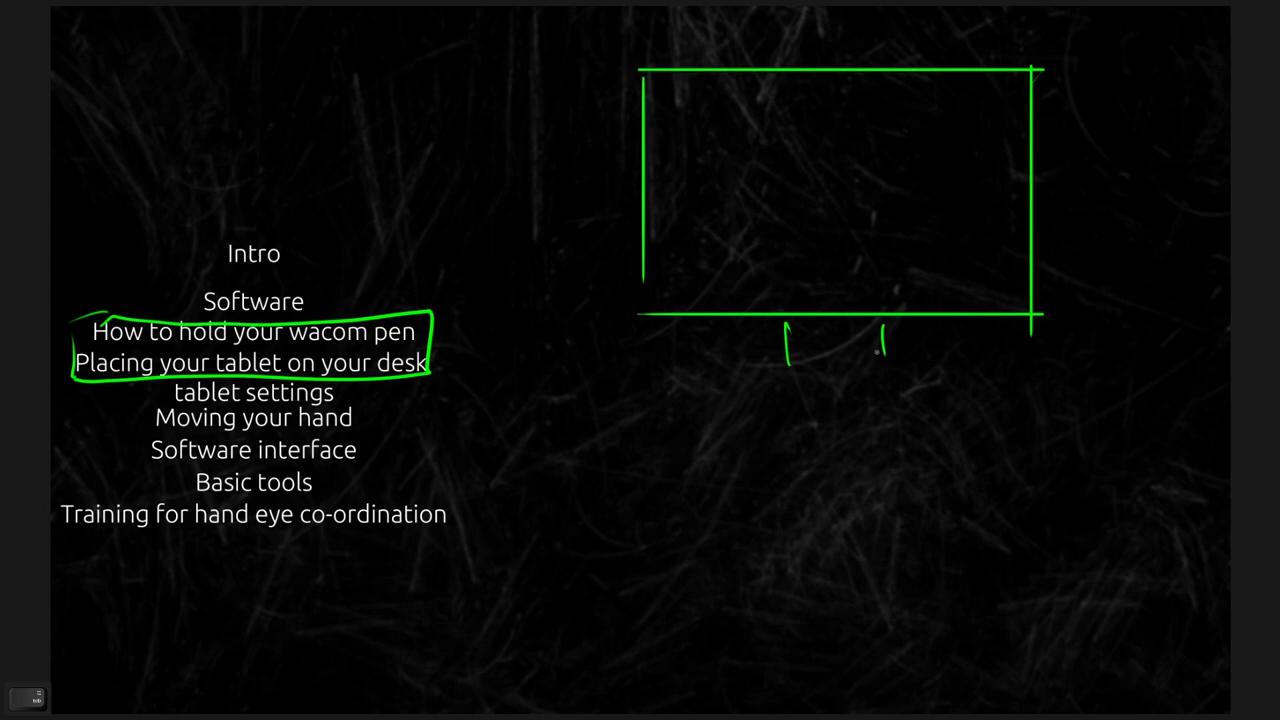 Intro
Software
How to hold your wacom pen
Placing your tablet on your desk
tablet settings
Moving your hand
Software interface
Basic tools
Training for hand eye co-ordination
tab